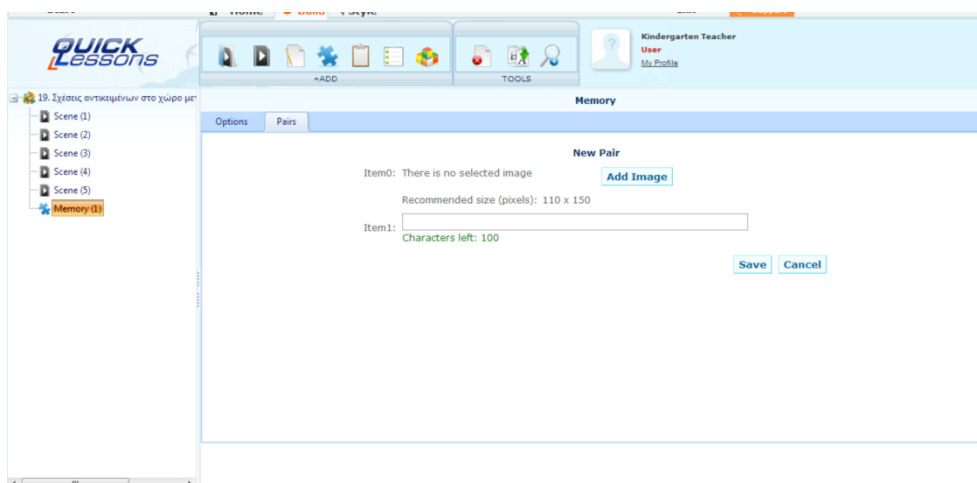 Home Build Style
QUICK
Lessons
+ADD
TOOLS
Kindergarten Teacher
User
My Profile
19. Σχέσεις αντικειμένων στο χώρο με
Scene (1)
Scene (2)
Scene (3)
Scene (4)
Scene (5)
Memory (1)
Memory
Options Pairs
New Pair
Item0: There is no selected image Add Image
Recommended size (pixels): 110 x 150
Item1:
Characters left: 100
Save Cancel